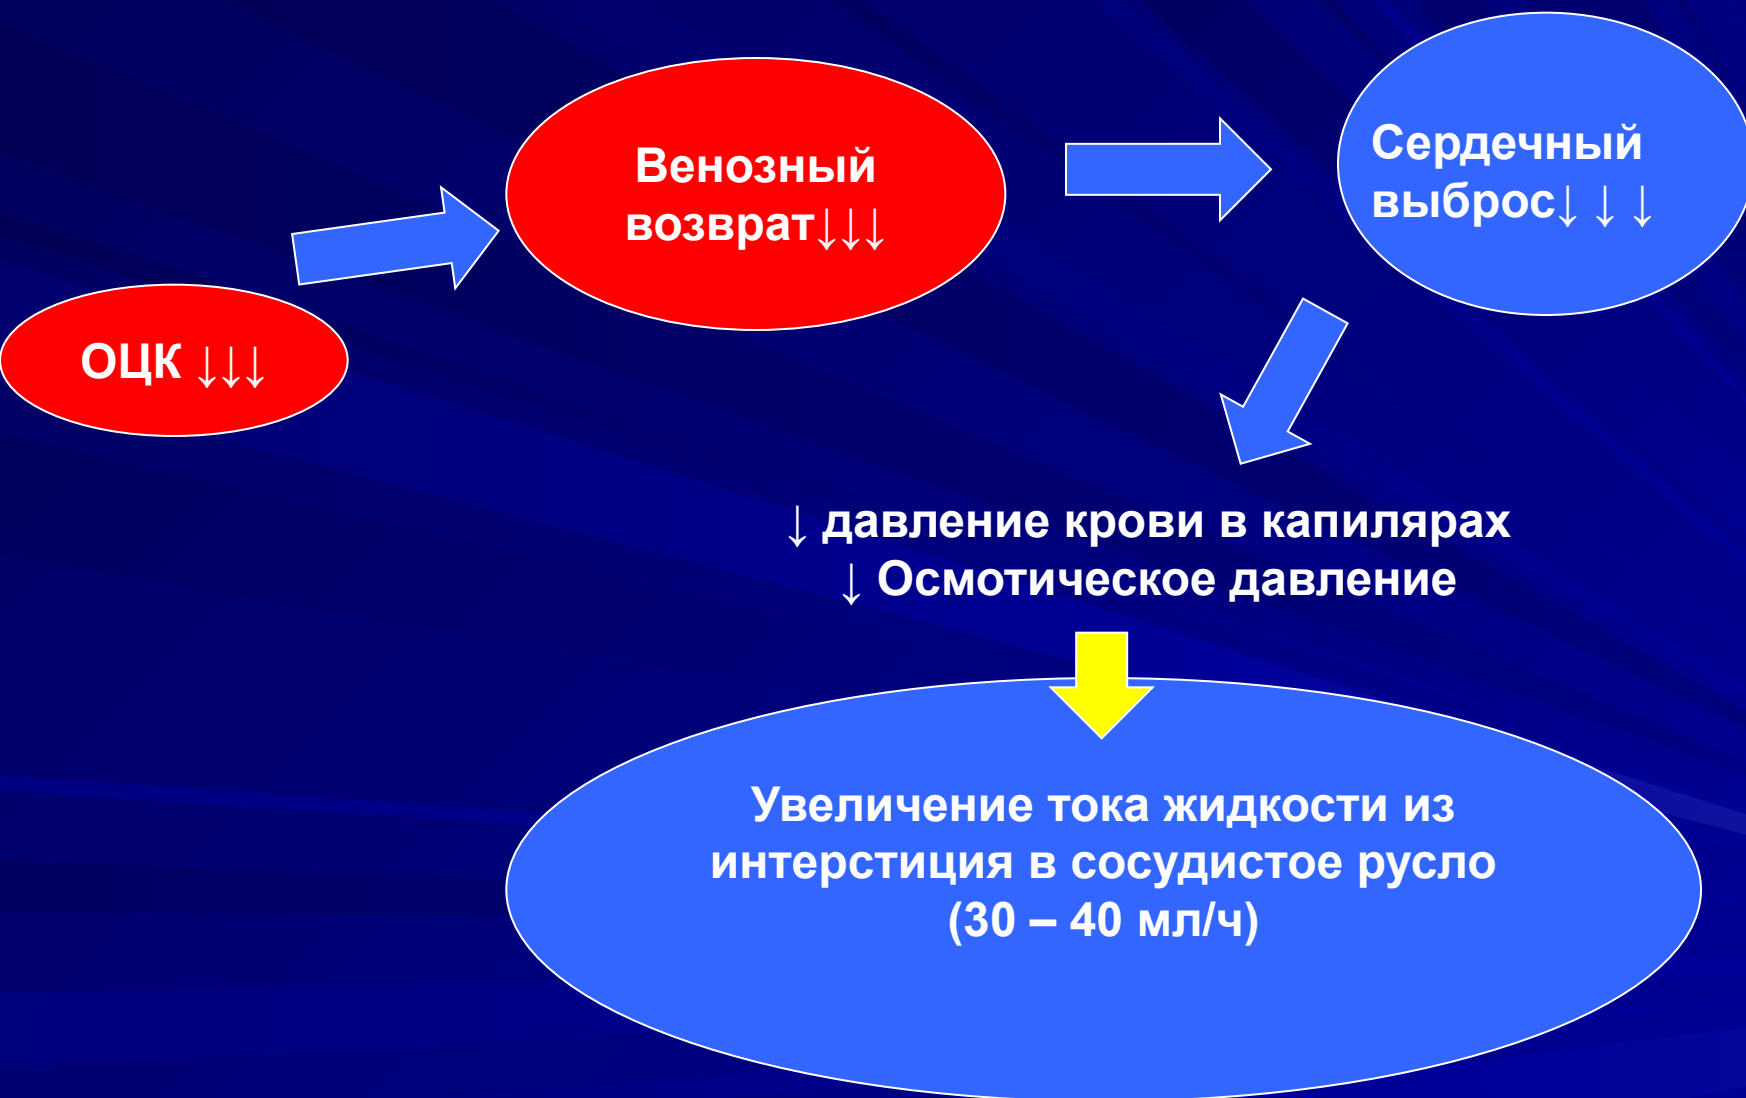 Венозный
возврат↓↓↓
Сердечный
выброс↓ ↓ ↓
ОЦК ↓↓↓
↓ давление крови в капилярах
↓ Осмотическое давление
Увеличение тока жидкости из
интерстиция в сосудистое русло
(30 – 40 мл/ч)